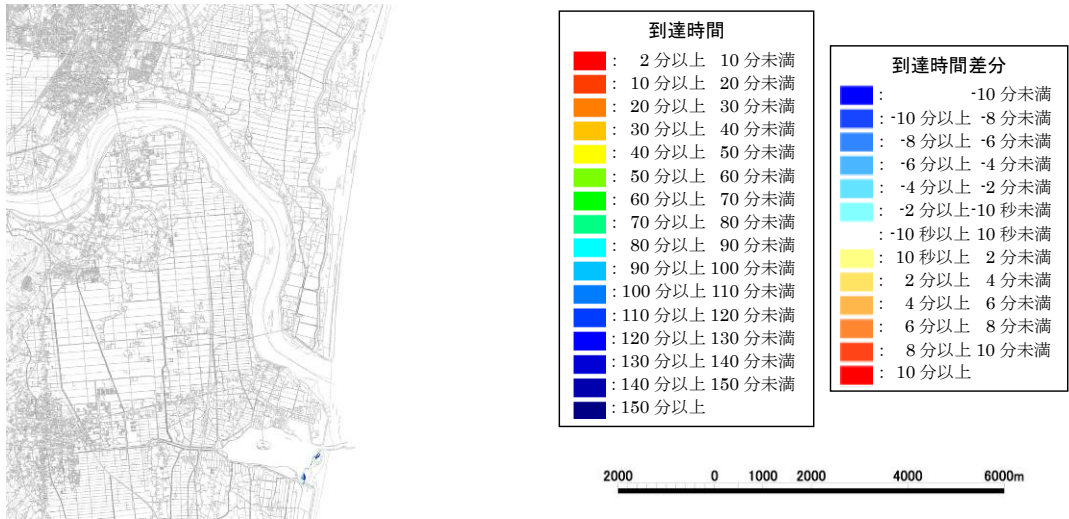 到達時間
: 2 分以上 10 分未満
: 10 分以上 20 分未満
: 20 分以上 30 分未満
: 30 分以上 40 分未満
: 40 分以上 50 分未満
: 50 分以上 60 分未満
: 60 分以上 70 分未満
: 70 分以上 80 分未満
: 80 分以上 90 分未満
: 90 分以上 100 分未満
: 100 分以上 110 分未満
: 110 分以上 120 分未満
: 120 分以上 130 分未満
: 130 分以上 140 分未満
: 140 分以上 150 分未満
: 150 分以上
到達時間差分
: -10 分未満
: -10 分以上 -8 分未満
: -8 分以上 -6 分未満
: -6 分以上 -4 分未満
: -4 分以上 -2 分未満
: -2 分以上-10 秒未満
: -10 秒以上 10 秒未満
: 10 秒以上 2 分未満
: 2 分以上 4 分未満
: 4 分以上 6 分未満
: 6 分以上 8 分未満
: 8 分以上 10 分未満
: 10 分以上
2000 0 1000 2000 4000 6000m